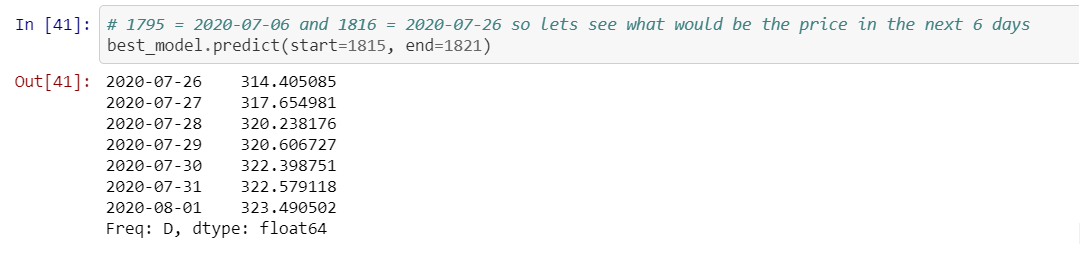 In [41]: # 1795 = 2020-07-06 and 1816 = 2020-07-26 so lets see what would be the price in the next 6 days
best_model.predict(start=1815, end=1821)
Out[41]: 2020-07-26 314.405085
2020-07-27 317.654981
2020-07-28 320.238176
2020-07-29 320.606727
2020-07-30 322.398751
2020-07-31 322.579118
2020-08-01 323.490502
Freq: D, dtype: float64